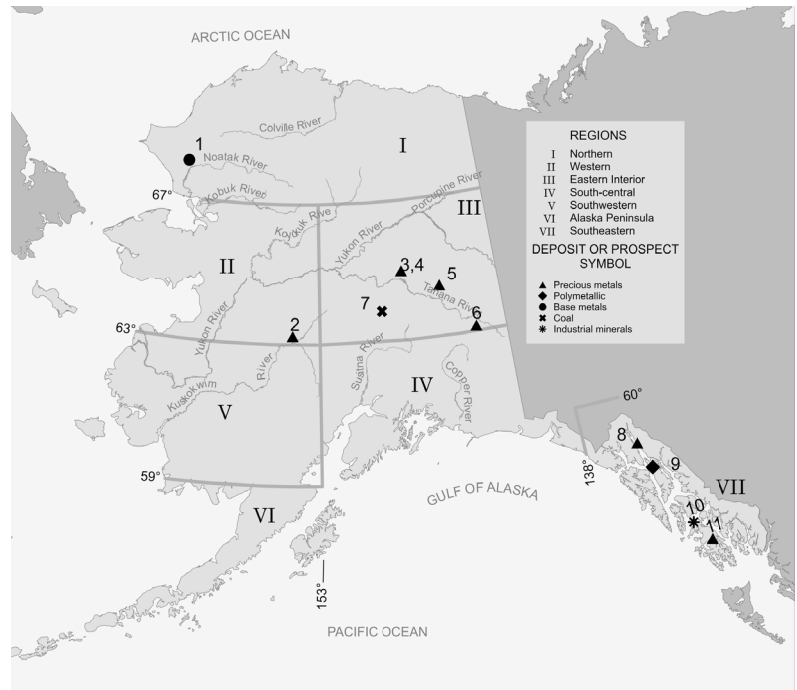 ARCTIC OCEAN
Colville River
I
1
Noatak River
67°
Kobuk River
Porcupine River
III
Koyukuk Rive
Yukon River
II
3,4
5
Tanana Riv
7
6
Yukon River
63°
2
Susitna River
River
Kuskokwim
V
IV
Copper River
59°
VI
153°
GULF OF ALASKA
PACIFIC OCEAN
REGIONS
I Northern
II Western
III Eastern Interior
IV South-central
V Southwestern
VI Alaska Peninsula
VII Southeastern
DEPOSIT OR PROSPECT
SYMBOL
Precious metals
Polymetallic
Base metals
Coal
Industrial minerals
60°
138°
8
9
VII
10
11